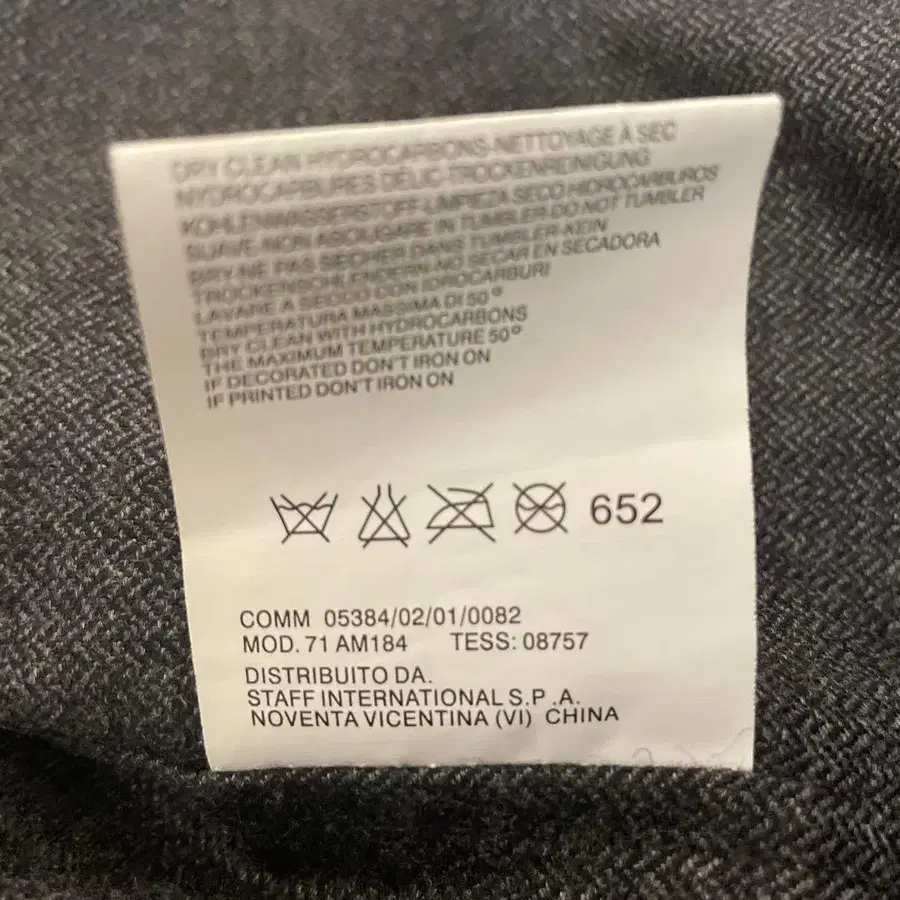 DRY CLEAN HYDROCARBONS-NETTOYAGE À SEC
NYDROCARBURES DELIC-TROCKENREINIGUNG
KOHLENWASSERSTOFF-LIMPIEZA SECO HIDROCARBUROS
SUAVE-NON ASCIUGARE IN TUMBLER-DO NOT TUMBLER
DRY-NE PAS SECHER DANS TUMBLER-KEIN
TROCKENSCHLEUDERN-NO SECAR EN SECADORA
LAVARE A SECCO CON IDROCARBURI
TEMPERATURA MASSIMA DI 50°
DRY CLEAN WITH HYDROCARBONS
THE MAXIMUM TEMPERATURE 50°
IF DECORATED DON'T IRON ON
IF PRINTED DON'T IRON ON
652
COMM 05384/02/01/0082
MOD. 71 AM184 TESS: 08757
DISTRIBUITO DA.
STAFF INTERNATIONAL S.P.A.
NOVENTA VICENTINA (VI) CHINA